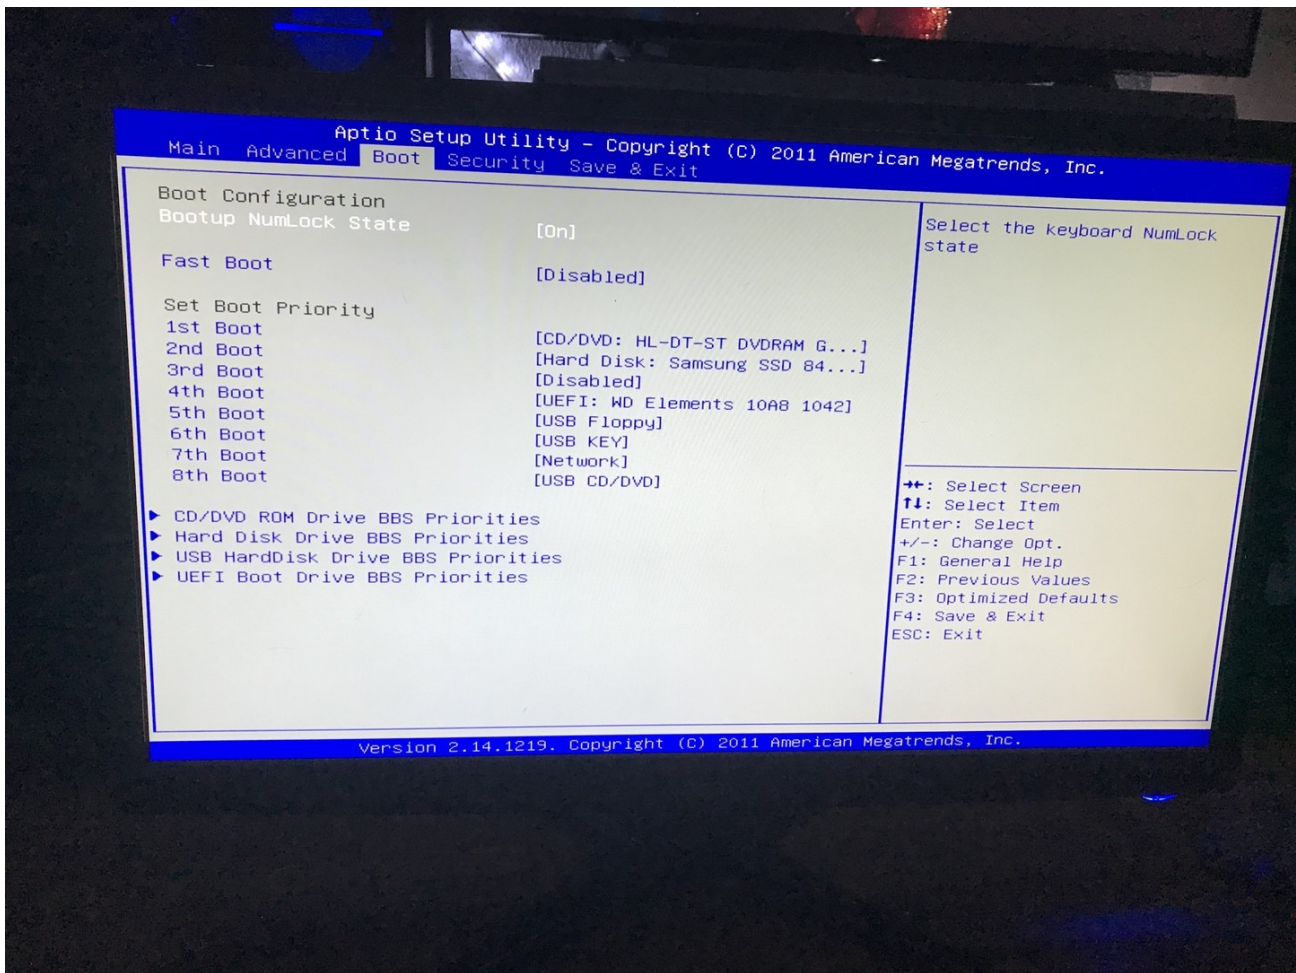 Aptio Setup Utility – Copyright (C) 2011 American Megatrends, Inc.
Main Advanced Boot Security Save & Exit
Boot Configuration
Bootup NumLock State [On]
Fast Boot [Disabled]
Set Boot Priority
1st Boot [CD/DVD: HL-DT-ST DVDRAM G...]
2nd Boot [Hard Disk: Samsung SSD 84...]
3rd Boot [Disabled]
4th Boot [UEFI: WD Elements 10A8 1042]
5th Boot [USB Floppy]
6th Boot [USB KEY]
7th Boot [Network]
8th Boot [USB CD/DVD]
CD/DVD ROM Drive BBS Priorities
Hard Disk Drive BBS Priorities
USB HardDisk Drive BBS Priorities
UEFI Boot Drive BBS Priorities
Select the keyboard NumLock
state
→←: Select Screen
↑↓: Select Item
Enter: Select
+/-: Change Opt.
F1: General Help
F2: Previous Values
F3: Optimized Defaults
F4: Save & Exit
ESC: Exit
Version 2.14.1219. Copyright (C) 2011 American Megatrends, Inc.